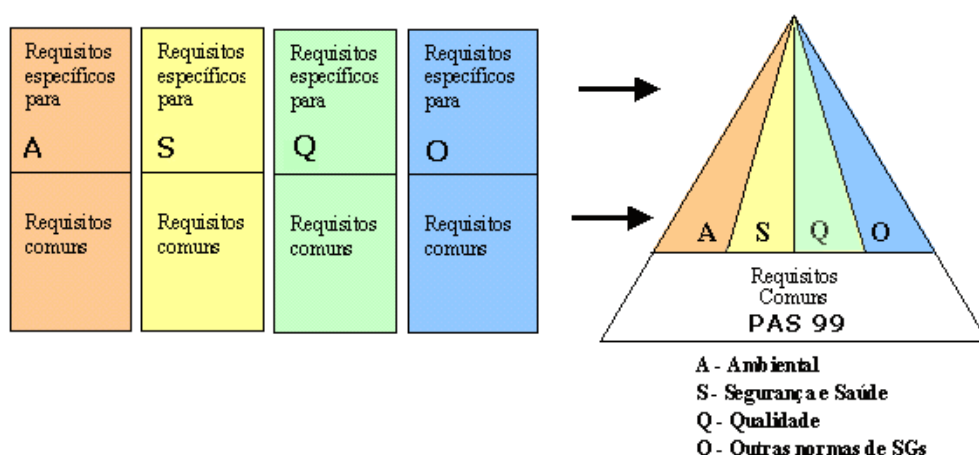 Requisitos
específicos
para
A
Requisitos
comuns
Requisitos
específicos
para
S
Requisitos
comuns
Requisitos
específicos
para
Q
Requisitos
comuns
Requisitos
específicos
para
O
Requisitos
comuns
A S Q O
Requisitos
Comuns
PAS 99
A - Ambiental
S - Segurança e Saúde
Q - Qualidade
O - Outras normas de SGs